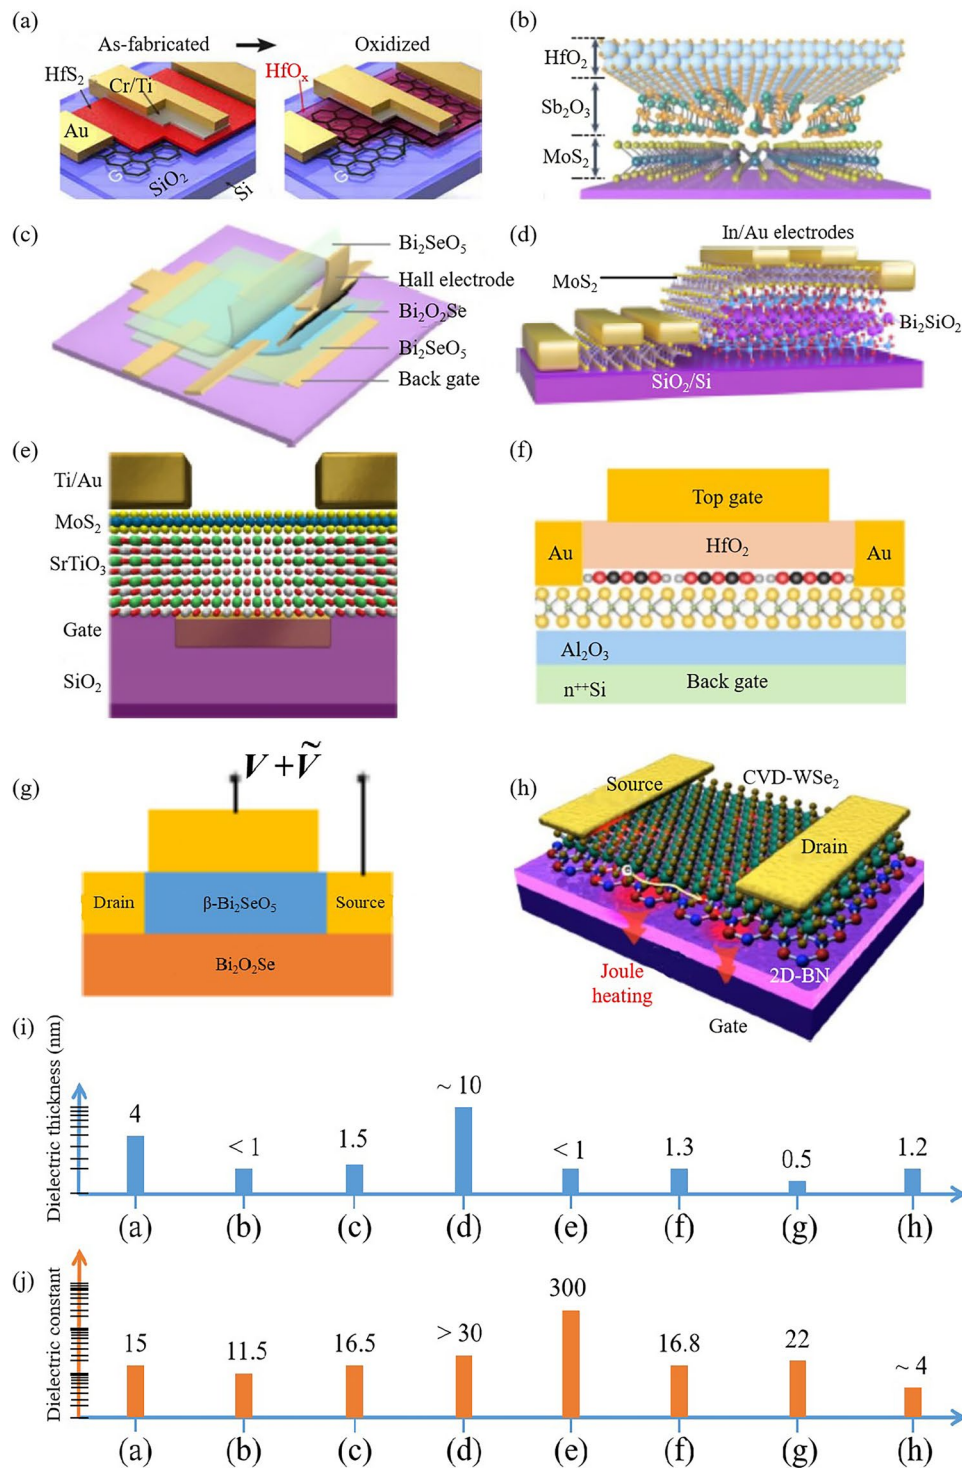 (a)
As-fabricated
Oxidized
HfS₂
Cr/Ti
HfOₓ
Au
G
SiO₂
Si
G
(b)
HfO₂
Sb₂O₃
MoS₂
(c)
Bi₂SeO₅
Hall electrode
Bi₂O₂Se
Bi₂SeO₅
Back gate
(d)
In/Au electrodes
MoS₂
Bi₂SiO₂
SiO₂/Si
(e)
Ti/Au
MoS₂
SrTiO₃
Gate
SiO₂
(f)
Top gate
Au
HfO₂
Au
Al₂O₃
n⁺⁺Si
Back gate
(g)
V + Ṽ
Drain
β-Bi₂SeO₅
Source
Bi₂O₂Se
(h)
Source
CVD-WSe₂
Drain
2D-BN
Joule
heating
Gate
(i)
Dielectric thickness (nm)
4
< 1
1.5
~ 10
< 1
1.3
0.5
1.2
(a) (b) (c) (d) (e) (f) (g) (h)
(j)
Dielectric constant
15
11.5
16.5
> 30
300
16.8
22
~ 4
(a) (b) (c) (d) (e) (f) (g) (h)